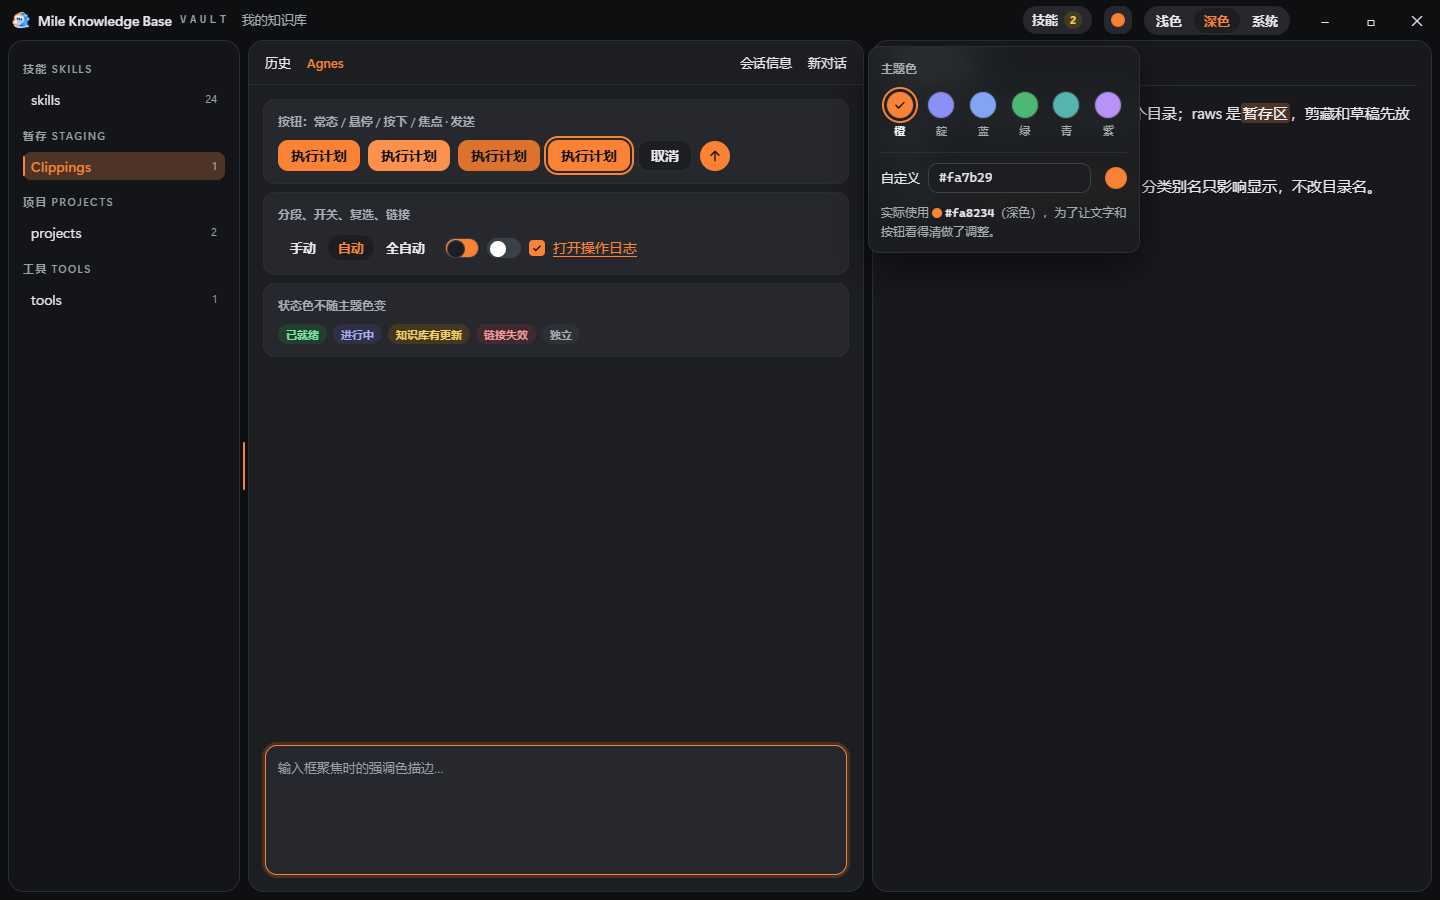 Mile Knowledge Base VAULT 我的知识库
技能 2
浅色 深色 系统
技能 SKILLS
skills 24
暂存 STAGING
Clippings 1
项目 PROJECTS
projects 2
工具 TOOLS
tools 1
历史 Agnes 会话信息 新对话
按钮：常态 / 悬停 / 按下 / 焦点 · 发送
执行计划 执行计划 执行计划 执行计划 取消
分段、开关、复选、链接
手动 自动 全自动 打开操作日志
状态色不随主题色变
已就绪 进行中 知识库有更新 链接失效 独立
输入框聚焦时的强调色描边...
主题色
橙 靛 蓝 绿 青 紫
自定义 #fa7b29
实际使用 #fa8234（深色），为了让文字和
按钮看得清做了调整。
个目录；raws 是暂存区，剪藏和草稿先放
分类别名只影响显示，不改目录名。